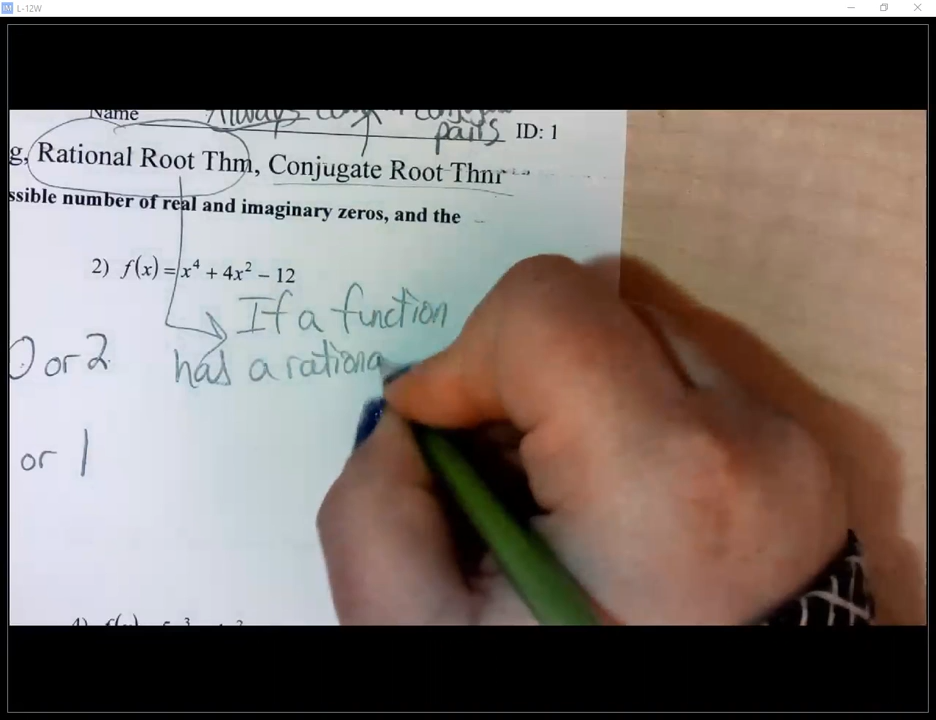 L-12W
Name
Always
pairs ID: 1
g, Rational Root Thm, Conjugate Root Thm
ssible number of real and imaginary zeros, and the
2) f(x) = x⁴ + 4x² − 12
If a function
0 or 2 has a rationa
or 1